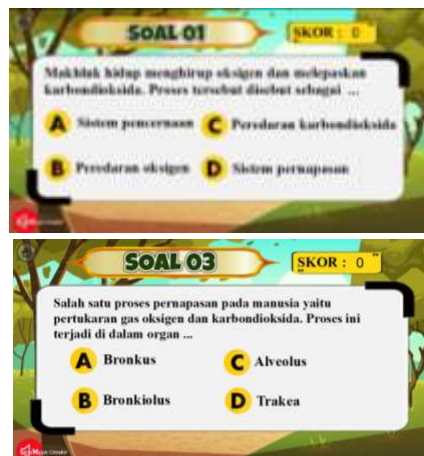 SOAL 01
SKOR : 0
Makhluk hidup menghirup oksigen dan melepaskan
karbondioksida. Proses tersebut disebut sebagai ...
A Sistem pencernaan
C Peredaran karbondioksida
B Peredaran oksigen
D Sistem pernapasan
SOAL 03
SKOR : 0
Salah satu proses pernapasan pada manusia yaitu
pertukaran gas oksigen dan karbondioksida. Proses ini
terjadi di dalam organ ...
A Bronkus
C Alveolus
B Bronkiolus
D Trakea